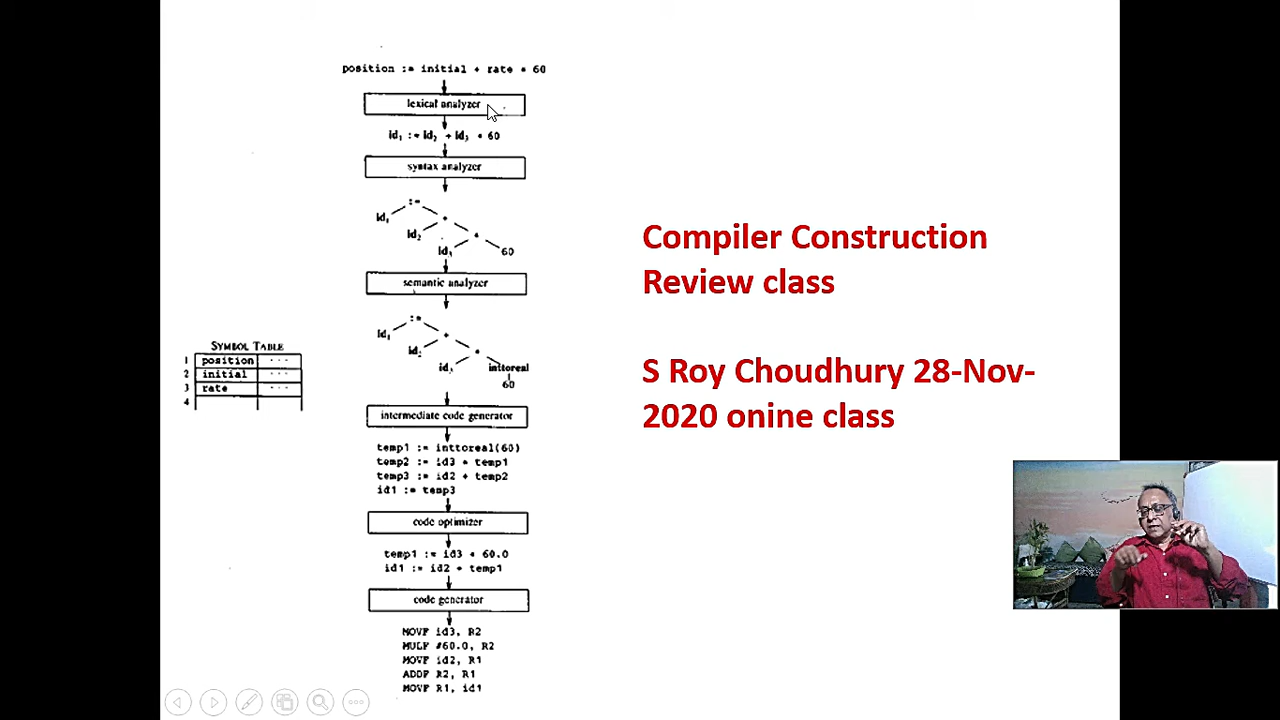 position := initial + rate * 60
lexical analyzer
id1 := id2 + id3 * 60
syntax analyzer
:=
id1 +
id2 *
id3 60
semantic analyzer
:=
id1 +
id2 *
id3 inttoreal
60
SYMBOL TABLE
1 position ...
2 initial ...
3 rate ...
4
intermediate code generator
temp1 := inttoreal(60)
temp2 := id3 * temp1
temp3 := id2 + temp2
id1 := temp3
code optimizer
temp1 := id3 * 60.0
id1 := id2 + temp1
code generator
MOVF id3, R2
MULF #60.0, R2
MOVF id2, R1
ADDF R2, R1
MOVF R1, id1
Compiler Construction
Review class
S Roy Choudhury 28-Nov-
2020 onine class